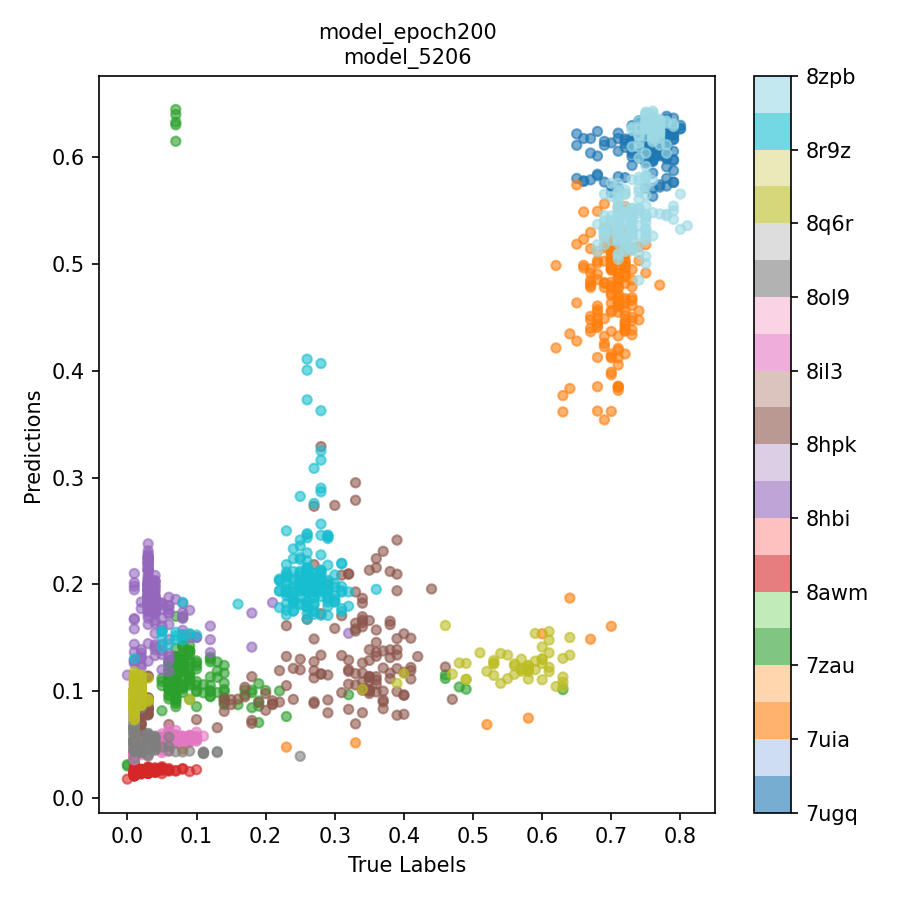 model_epoch200
model_5206
Predictions
0.6
0.5
0.4
0.3
0.2
0.1
0.0
0.0 0.1 0.2 0.3 0.4 0.5 0.6 0.7 0.8
True Labels
8zpb
8r9z
8q6r
8ol9
8il3
8hpk
8hbi
8awm
7zau
7uia
7ugq